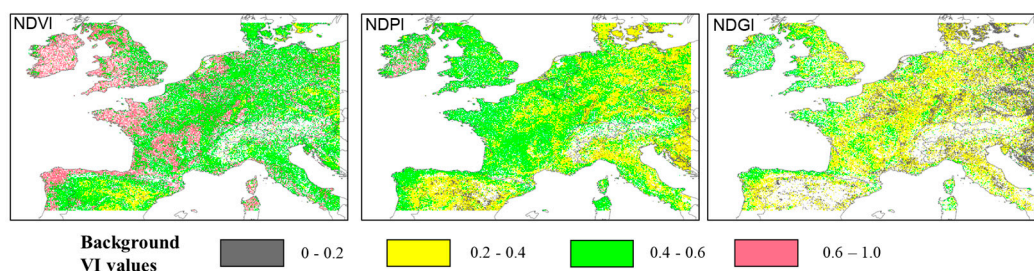 NDVI
NDPI
NDGI
Background
VI values
0 - 0.2
0.2 - 0.4
0.4 - 0.6
0.6 – 1.0